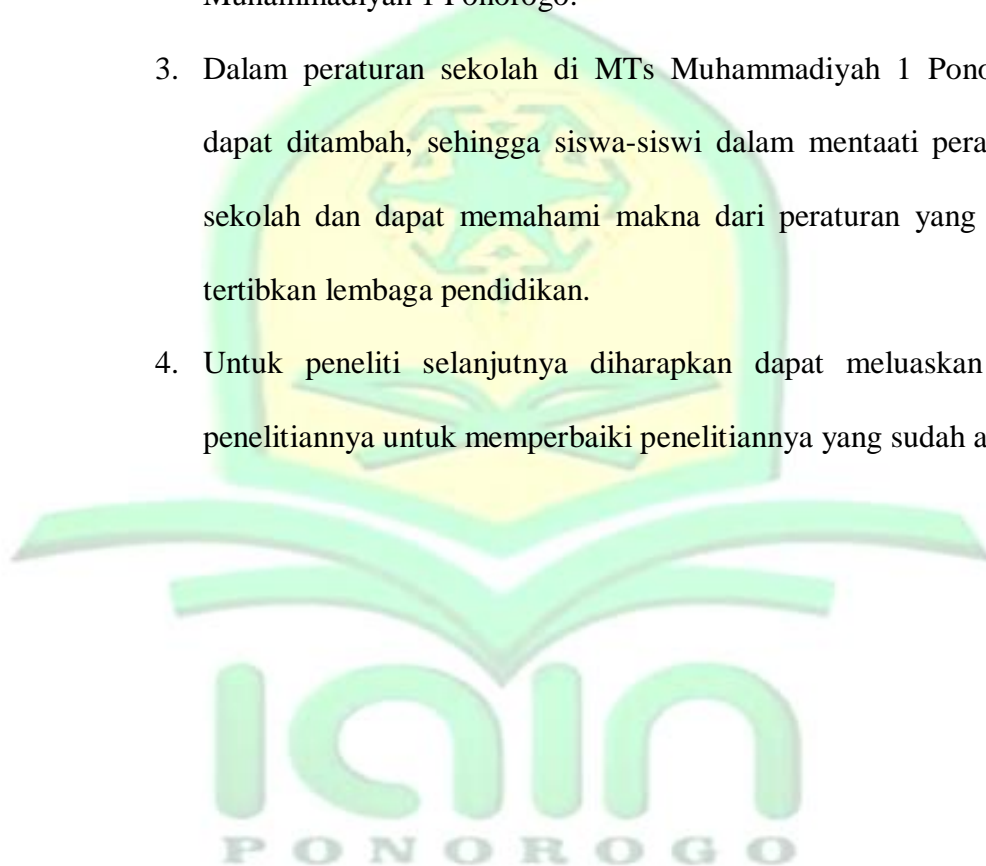 Muhammadiyah 1 Ponorogo.
3. Dalam peraturan sekolah di MTs Muhammadiyah 1
dapat ditambah, sehingga siswa-siswi dalam mentaati
sekolah dan dapat memahami makna dari peraturan yang
tertibkan lembaga pendidikan.
4. Untuk peneliti selanjutnya diharapkan dapat meluaskan
penelitiannya untuk memperbaiki penelitiannya yang sudah
iain
PONOROGO